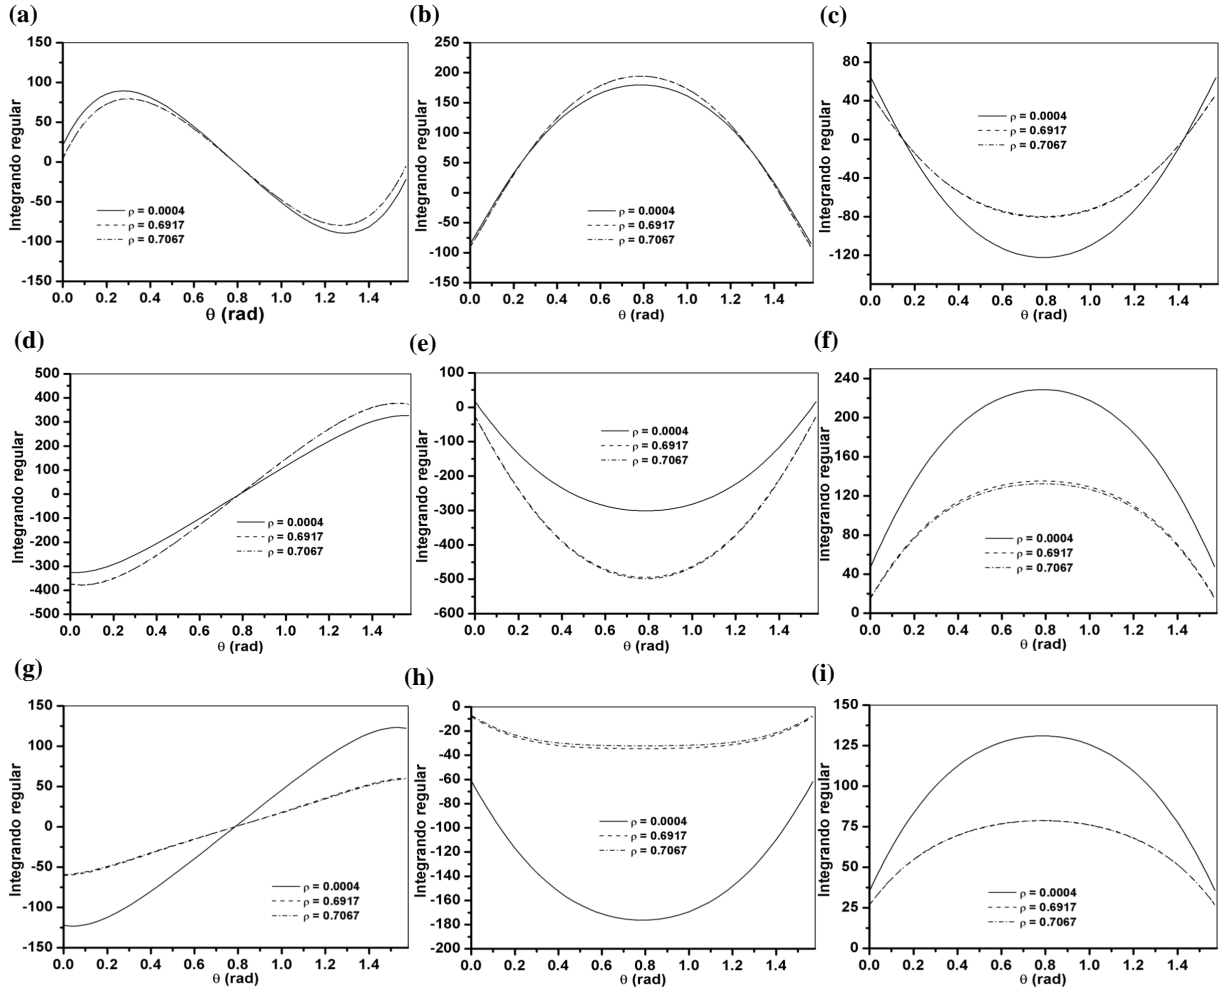 (a)
150
100
50
0
-50
-100
-150
Integrando regular
ρ = 0.0004
ρ = 0.6917
ρ = 0.7067
0.0 0.2 0.4 0.6 0.8 1.0 1.2 1.4
θ (rad)
(b)
250
200
150
100
50
0
-50
-100
-150
Integrando regular
ρ = 0.0004
ρ = 0.6917
ρ = 0.7067
0.0 0.2 0.4 0.6 0.8 1.0 1.2 1.4
θ (rad)
(c)
80
40
0
-40
-80
-120
Integrando regular
ρ = 0.0004
ρ = 0.6917
ρ = 0.7067
0.0 0.2 0.4 0.6 0.8 1.0 1.2 1.4
θ (rad)
(d)
500
400
300
200
100
0
-100
-200
-300
-400
-500
Integrando regular
ρ = 0.0004
ρ = 0.6917
ρ = 0.7067
0.0 0.2 0.4 0.6 0.8 1.0 1.2 1.4
θ (rad)
(e)
100
0
-100
-200
-300
-400
-500
-600
Integrando regular
ρ = 0.0004
ρ = 0.6917
ρ = 0.7067
0.0 0.2 0.4 0.6 0.8 1.0 1.2 1.4
θ (rad)
(f)
240
200
160
120
80
40
0
Integrando regular
ρ = 0.0004
ρ = 0.6917
ρ = 0.7067
0.0 0.2 0.4 0.6 0.8 1.0 1.2 1.4
θ (rad)
(g)
150
100
50
0
-50
-100
-150
Integrando regular
ρ = 0.0004
ρ = 0.6917
ρ = 0.7067
0.0 0.2 0.4 0.6 0.8 1.0 1.2 1.4
θ (rad)
(h)
0
-20
-40
-60
-80
-100
-120
-140
-160
-180
-200
Integrando regular
ρ = 0.0004
ρ = 0.6917
ρ = 0.7067
0.0 0.2 0.4 0.6 0.8 1.0 1.2 1.4
θ (rad)
(i)
150
125
100
75
50
25
0
Integrando regular
ρ = 0.0004
ρ = 0.6917
ρ = 0.7067
0.0 0.2 0.4 0.6 0.8 1.0 1.2 1.4
θ (rad)